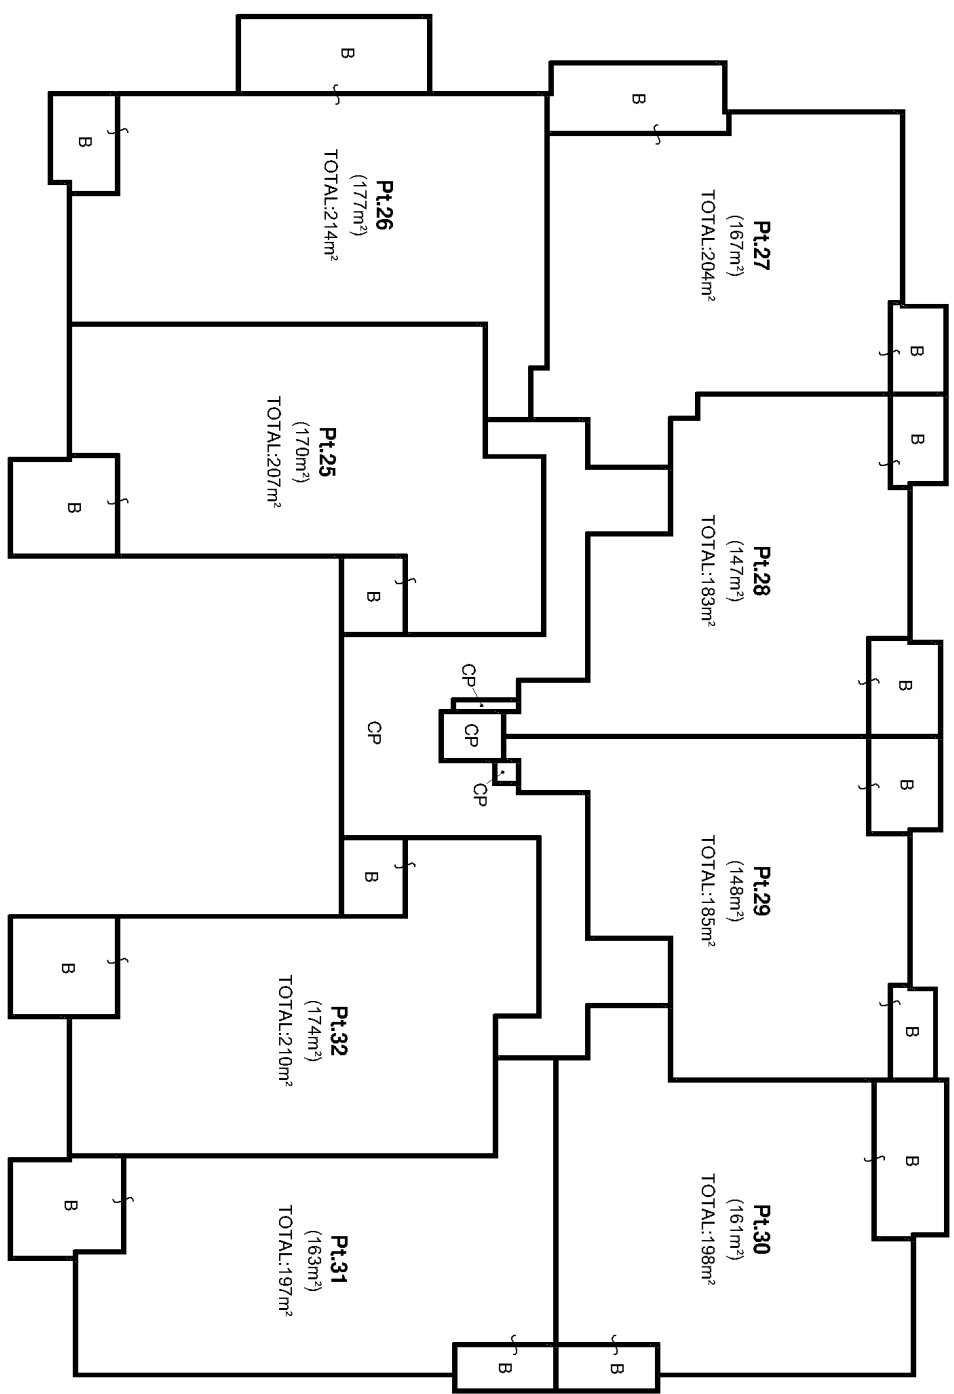 B
B
Pt.26
(177m²)
TOTAL:214m²
B
Pt.27
(167m²)
TOTAL:204m²
B
B
Pt.25
(170m²)
TOTAL:207m²
B
B
Pt.28
(147m²)
TOTAL:183m²
B
B
CP
CP
CP
CP
B
Pt.29
(148m²)
TOTAL:185m²
B
B
Pt.32
(174m²)
TOTAL:210m²
B
B
Pt.30
(161m²)
TOTAL:198m²
B
Pt.31
(163m²)
TOTAL:197m²
B
B